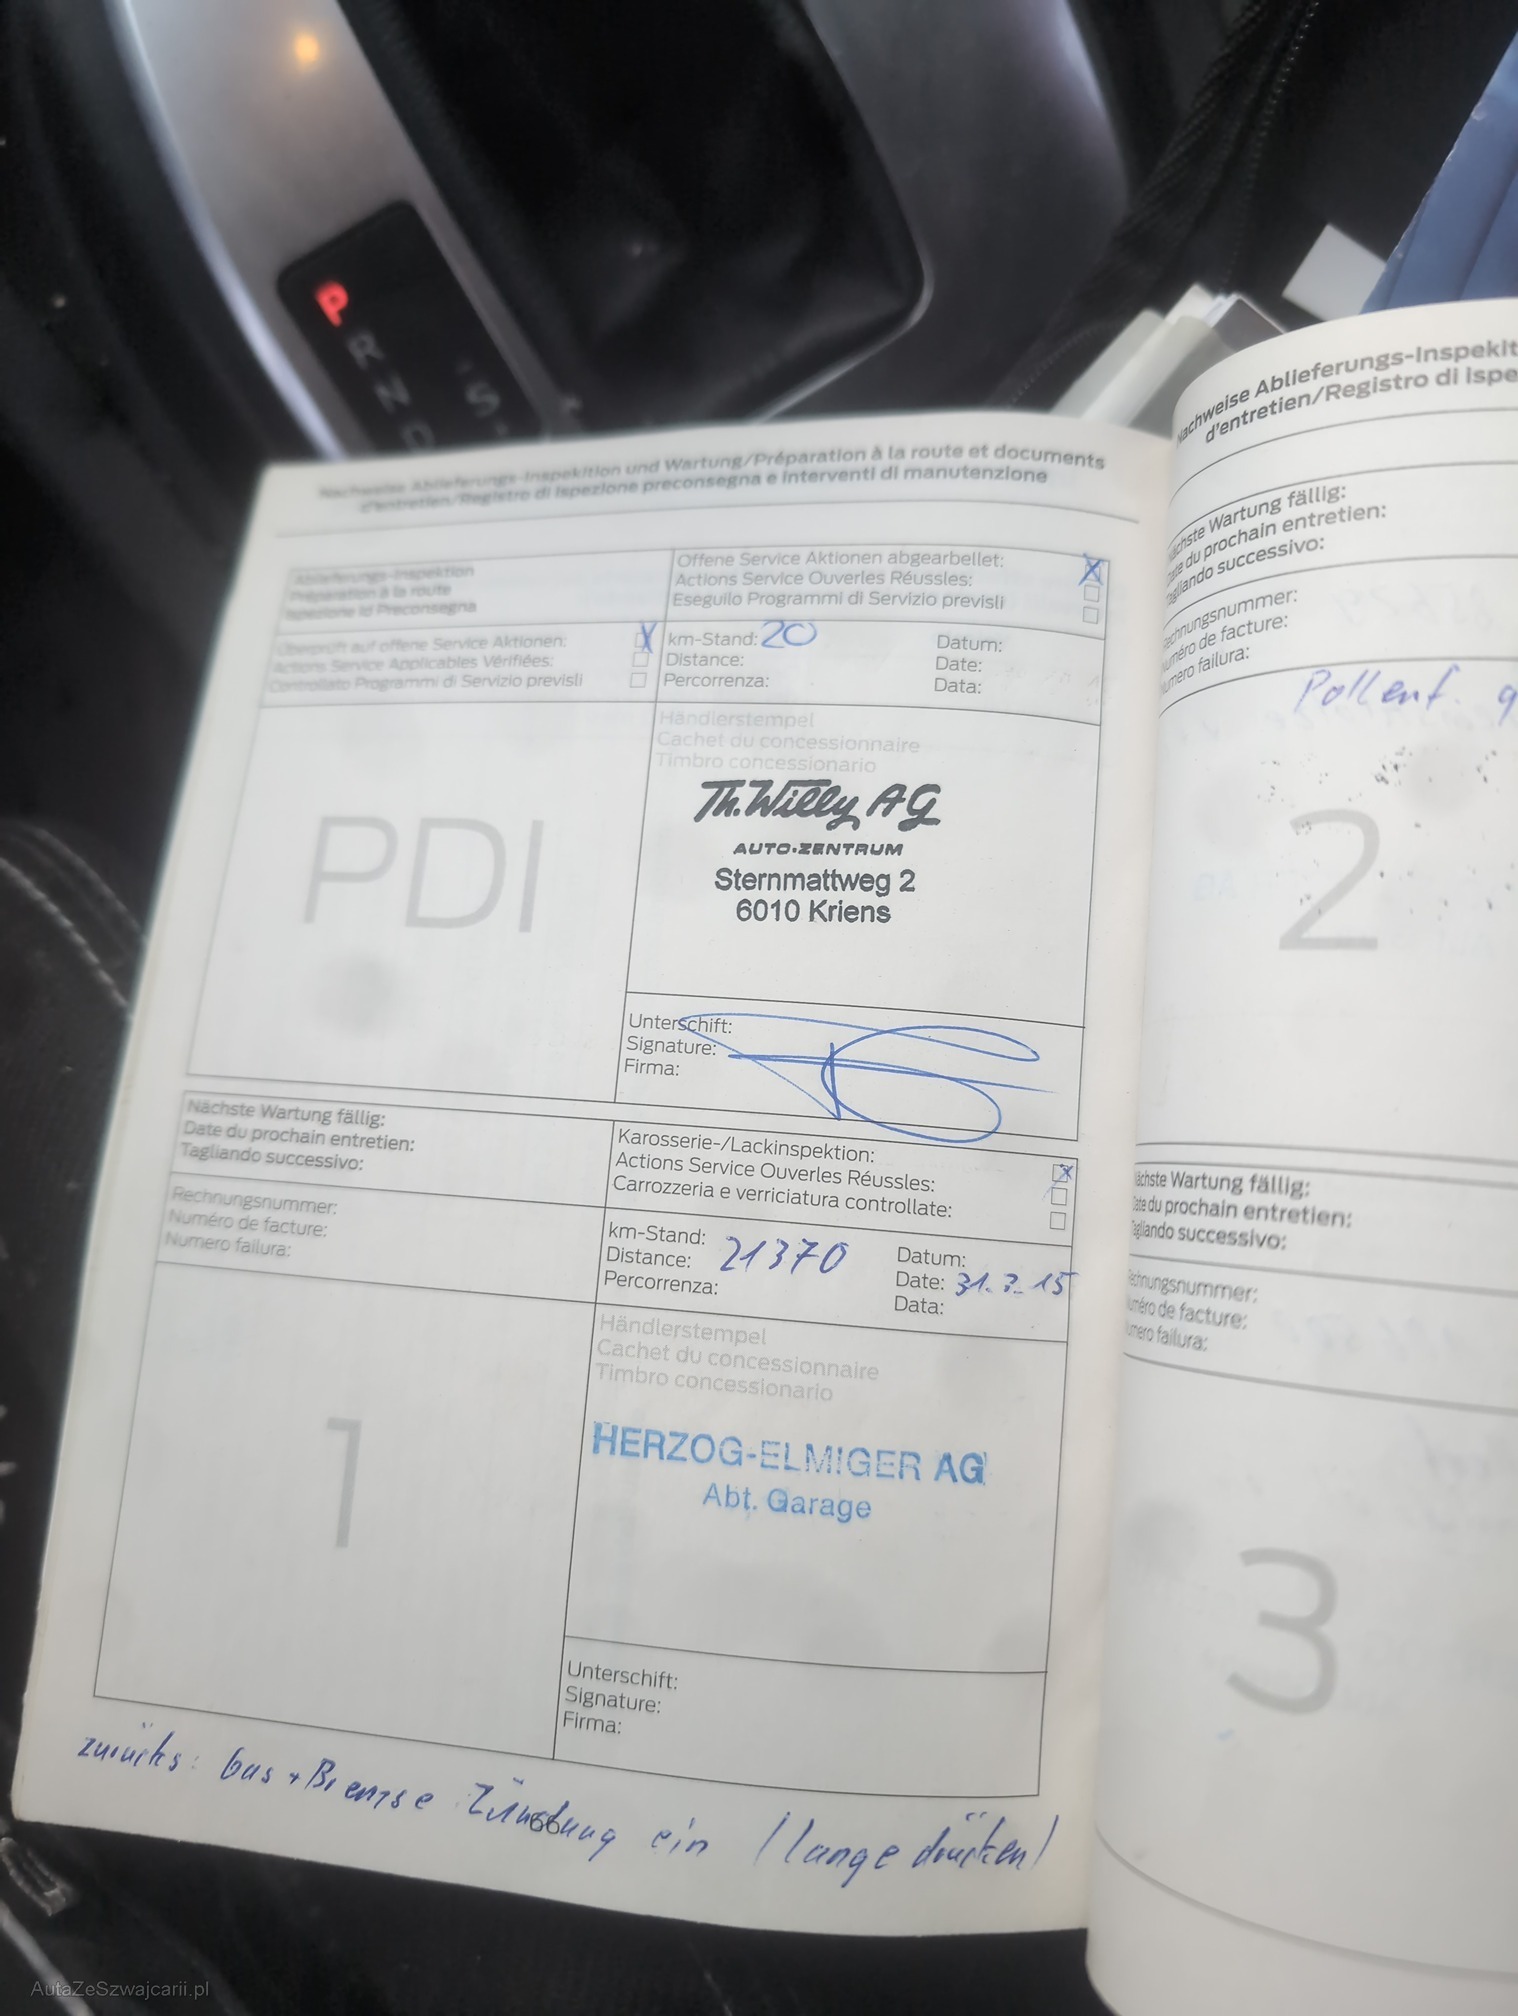 P
R
N
D
S
Nachweise Ablieferungs-Inspekition und Wartung/Préparation à la route et documents
d'entretien/Registro di Ispezione preconsegna e interventi di manutenzione
Ablieferungs-Inspektion
Préparation à la route
Ispezione id Preconsegna
Offene Service Aktionen abgearbellet:
Actions Service Ouverles Réussles:
Eseguilo Programmi di Servizio previsli
Überprüft auf offene Service Aktionen:
Actions Service Applicables Vérifiées:
Controllato Programmi di Servizio previsli
km-Stand: 20
Distance:
Percorrenza:
Datum:
Date:
Data:
PDI
Händlerstempel
Cachet du concessionnaire
Timbro concessionario
Th. Willy AG
AUTO-ZENTRUM
Sternmattweg 2
6010 Kriens
Unterschift:
Signature:
Firma:
Nächste Wartung fällig:
Date du prochain entretien:
Tagliando successivo:
Karosserie-/Lackinspektion:
Actions Service Ouverles Réussles:
Carrozzeria e verriciatura controllate:
Rechnungsnummer:
Numéro de facture:
Numero failura:
km-Stand:
Distance: 21370
Percorrenza:
Datum:
Date: 31.3.15
Data:
1
Händlerstempel
Cachet du concessionnaire
Timbro concessionario
HERZOG-ELMIGER AG
Abt. Garage
Unterschift:
Signature:
Firma:
zurücks: Gas + Bremse Zündung ein (lange drücken)
66
Nachweise Ablieferungs-Inspekit
d'entretien/Registro di Ispe
Nächste Wartung fällig:
Date du prochain entretien:
Tagliando successivo:
Rechnungsnummer:
Numéro de facture:
Numero failura:
Pollenf.
2
Nächste Wartung fällig:
Date du prochain entretien:
Tagliando successivo:
Rechnungsnummer:
Numéro de facture:
Numero failura:
3
AutaZeSzwajcarii.pl